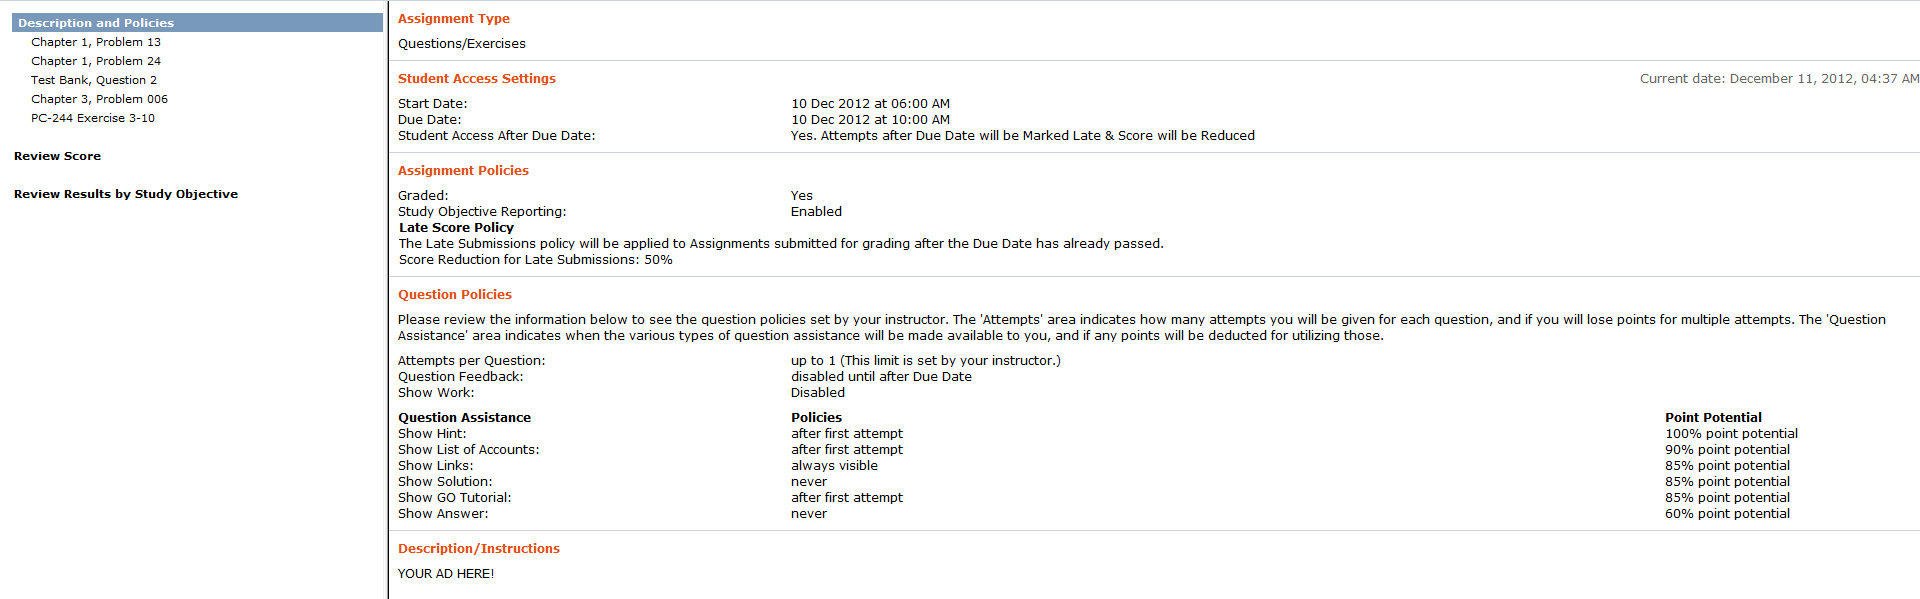 Description and Policies
Chapter 1, Problem 13
Chapter 1, Problem 24
Test Bank, Question 2
Chapter 3, Problem 006
PC-244 Exercise 3-10
Review Score
Review Results by Study Objective
Assignment Type
Questions/Exercises
Student Access Settings Current date: December 11, 2012, 04:37 AM
Start Date: 10 Dec 2012 at 06:00 AM
Due Date: 10 Dec 2012 at 10:00 AM
Student Access After Due Date: Yes. Attempts after Due Date will be Marked Late & Score will be Reduced
Assignment Policies
Graded: Yes
Study Objective Reporting: Enabled
Late Score Policy
The Late Submissions policy will be applied to Assignments submitted for grading after the Due Date has already passed.
Score Reduction for Late Submissions: 50%
Question Policies
Please review the information below to see the question policies set by your instructor. The 'Attempts' area indicates how many attempts you will be given for each question, and if you will lose points for multiple attempts. The 'Question
Assistance' area indicates when the various types of question assistance will be made available to you, and if any points will be deducted for utilizing those.
Attempts per Question: up to 1 (This limit is set by your instructor.)
Question Feedback: disabled until after Due Date
Show Work: Disabled
Question Assistance Policies Point Potential
Show Hint: after first attempt 100% point potential
Show List of Accounts: after first attempt 90% point potential
Show Links: always visible 85% point potential
Show Solution: never 85% point potential
Show GO Tutorial: after first attempt 85% point potential
Show Answer: never 60% point potential
Description/Instructions
YOUR AD HERE!